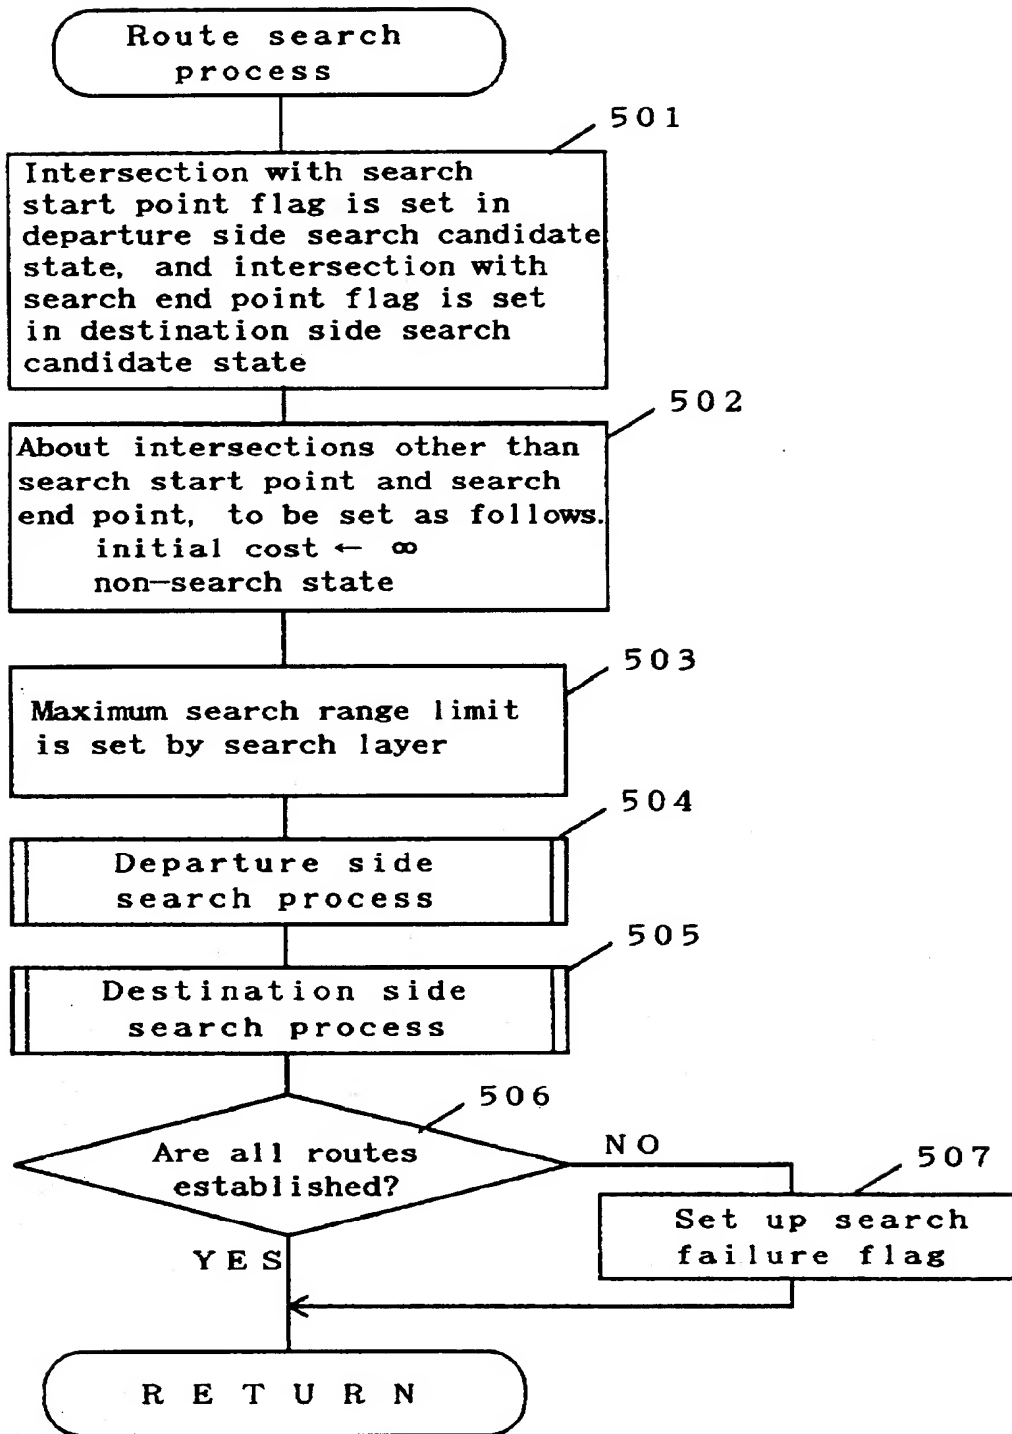 Route search
process
501
Intersection with search
start point flag is set in
departure side search candidate
state, and intersection with
search end point flag is set
in destination side search
candidate state
502
About intersections other than
search start point and search
end point, to be set as follows.
initial cost ← ∞
non-search state
503
Maximum search range limit
is set by search layer
504
Departure side
search process
505
Destination side
search process
506
Are all routes
established?
NO
507
Set up search
failure flag
YES
RETURN